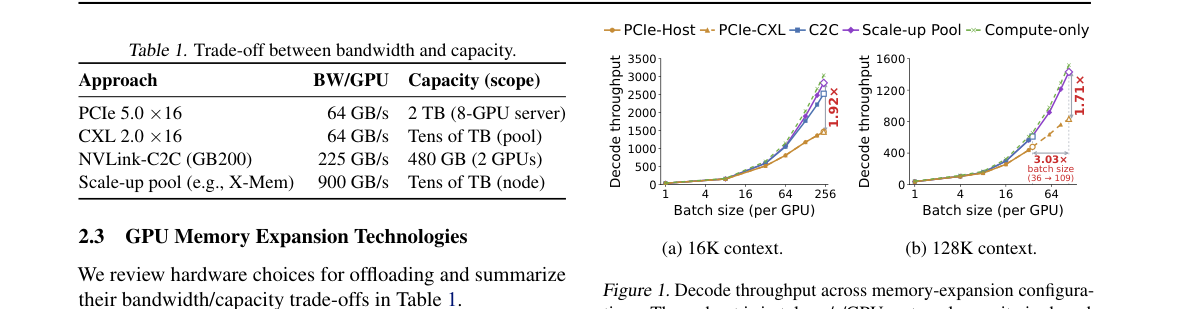 Table 1. Trade-off between bandwidth and capacity.
Approach BW/GPU Capacity (scope)
PCIe 5.0 ×16 64 GB/s 2 TB (8-GPU server)
CXL 2.0 ×16 64 GB/s Tens of TB (pool)
NVLink-C2C (GB200) 225 GB/s 480 GB (2 GPUs)
Scale-up pool (e.g., X-Mem) 900 GB/s Tens of TB (node)
2.3 GPU Memory Expansion Technologies
We review hardware choices for offloading and summarize
their bandwidth/capacity trade-offs in Table 1.
PCIe-Host PCIe-CXL C2C Scale-up Pool Compute-only
Decode throughput
3500
3000
2500
2000
1500
1000
500
0
1.92×
1 4 16 64 256
Batch size (per GPU)
(a) 16K context.
Decode throughput
1600
1200
800
400
0
1.71×
3.03×
batch size
(36 → 109)
1 4 16 64
Batch size (per GPU)
(b) 128K context.
Figure 1. Decode throughput across memory-expansion configura-